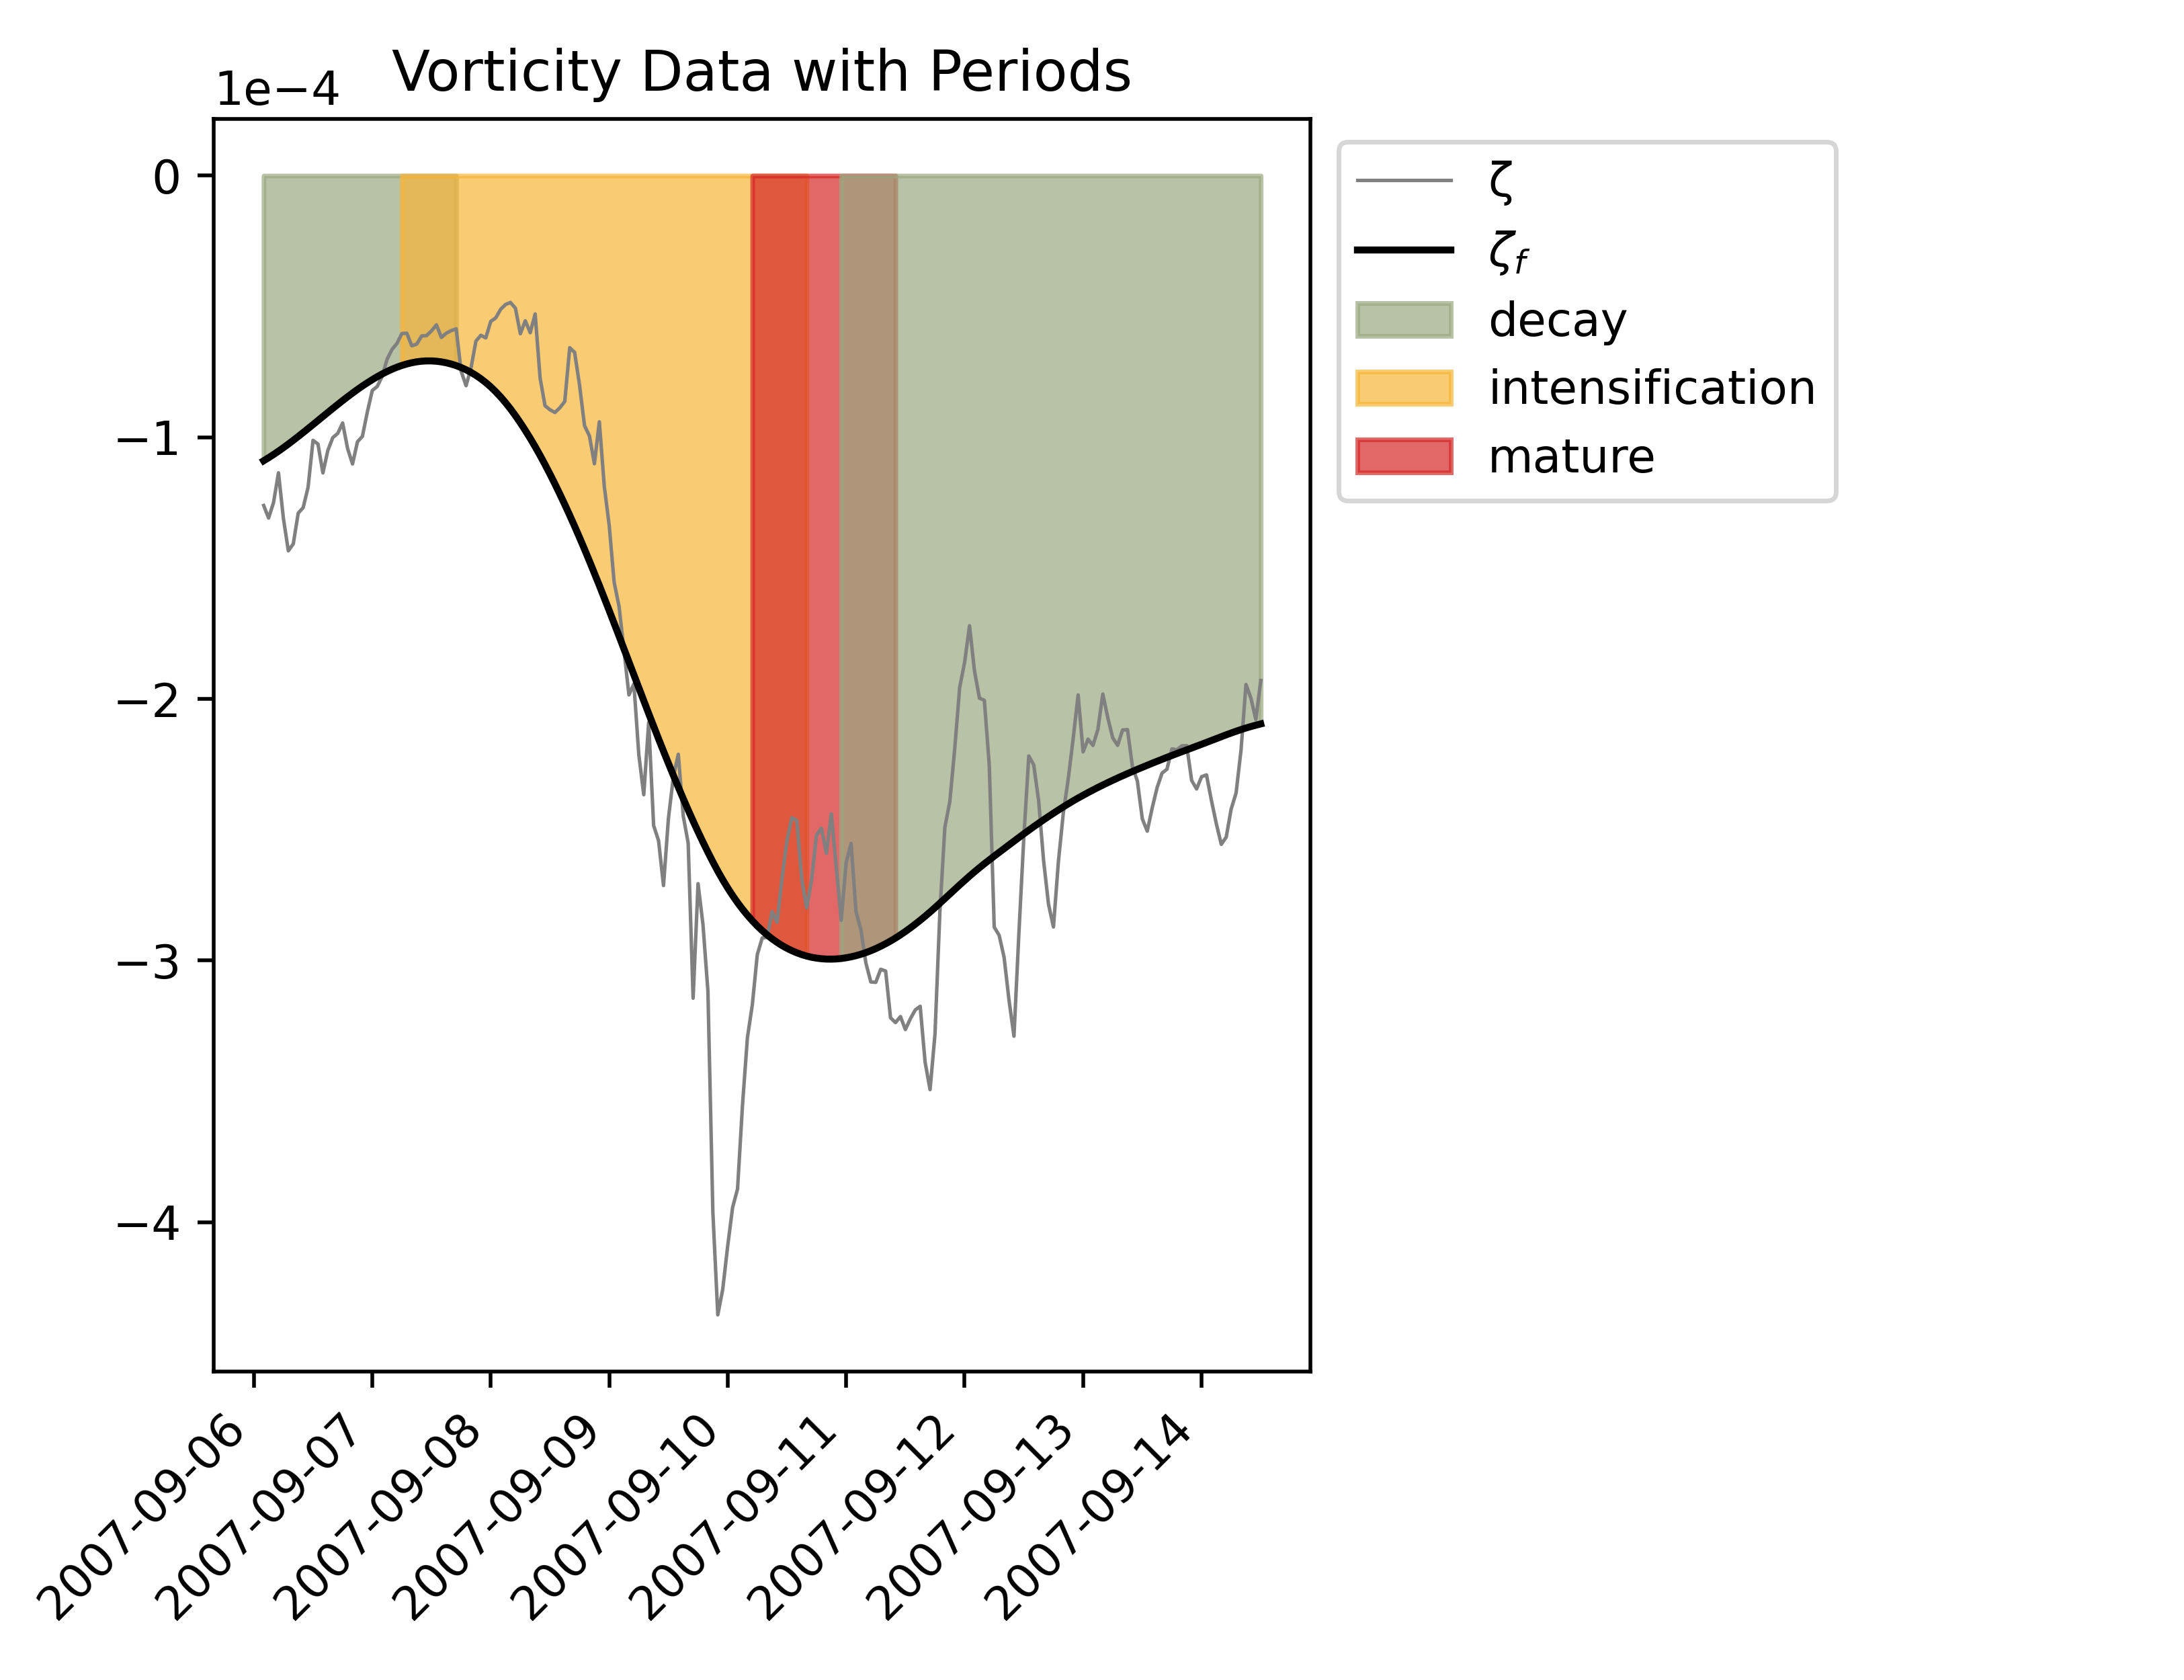 Vorticity Data with Periods
1e−4
0
−1
−2
−3
−4
2007-09-06
2007-09-07
2007-09-08
2007-09-09
2007-09-10
2007-09-11
2007-09-12
2007-09-13
2007-09-14
ζ
ζf
decay
intensification
mature